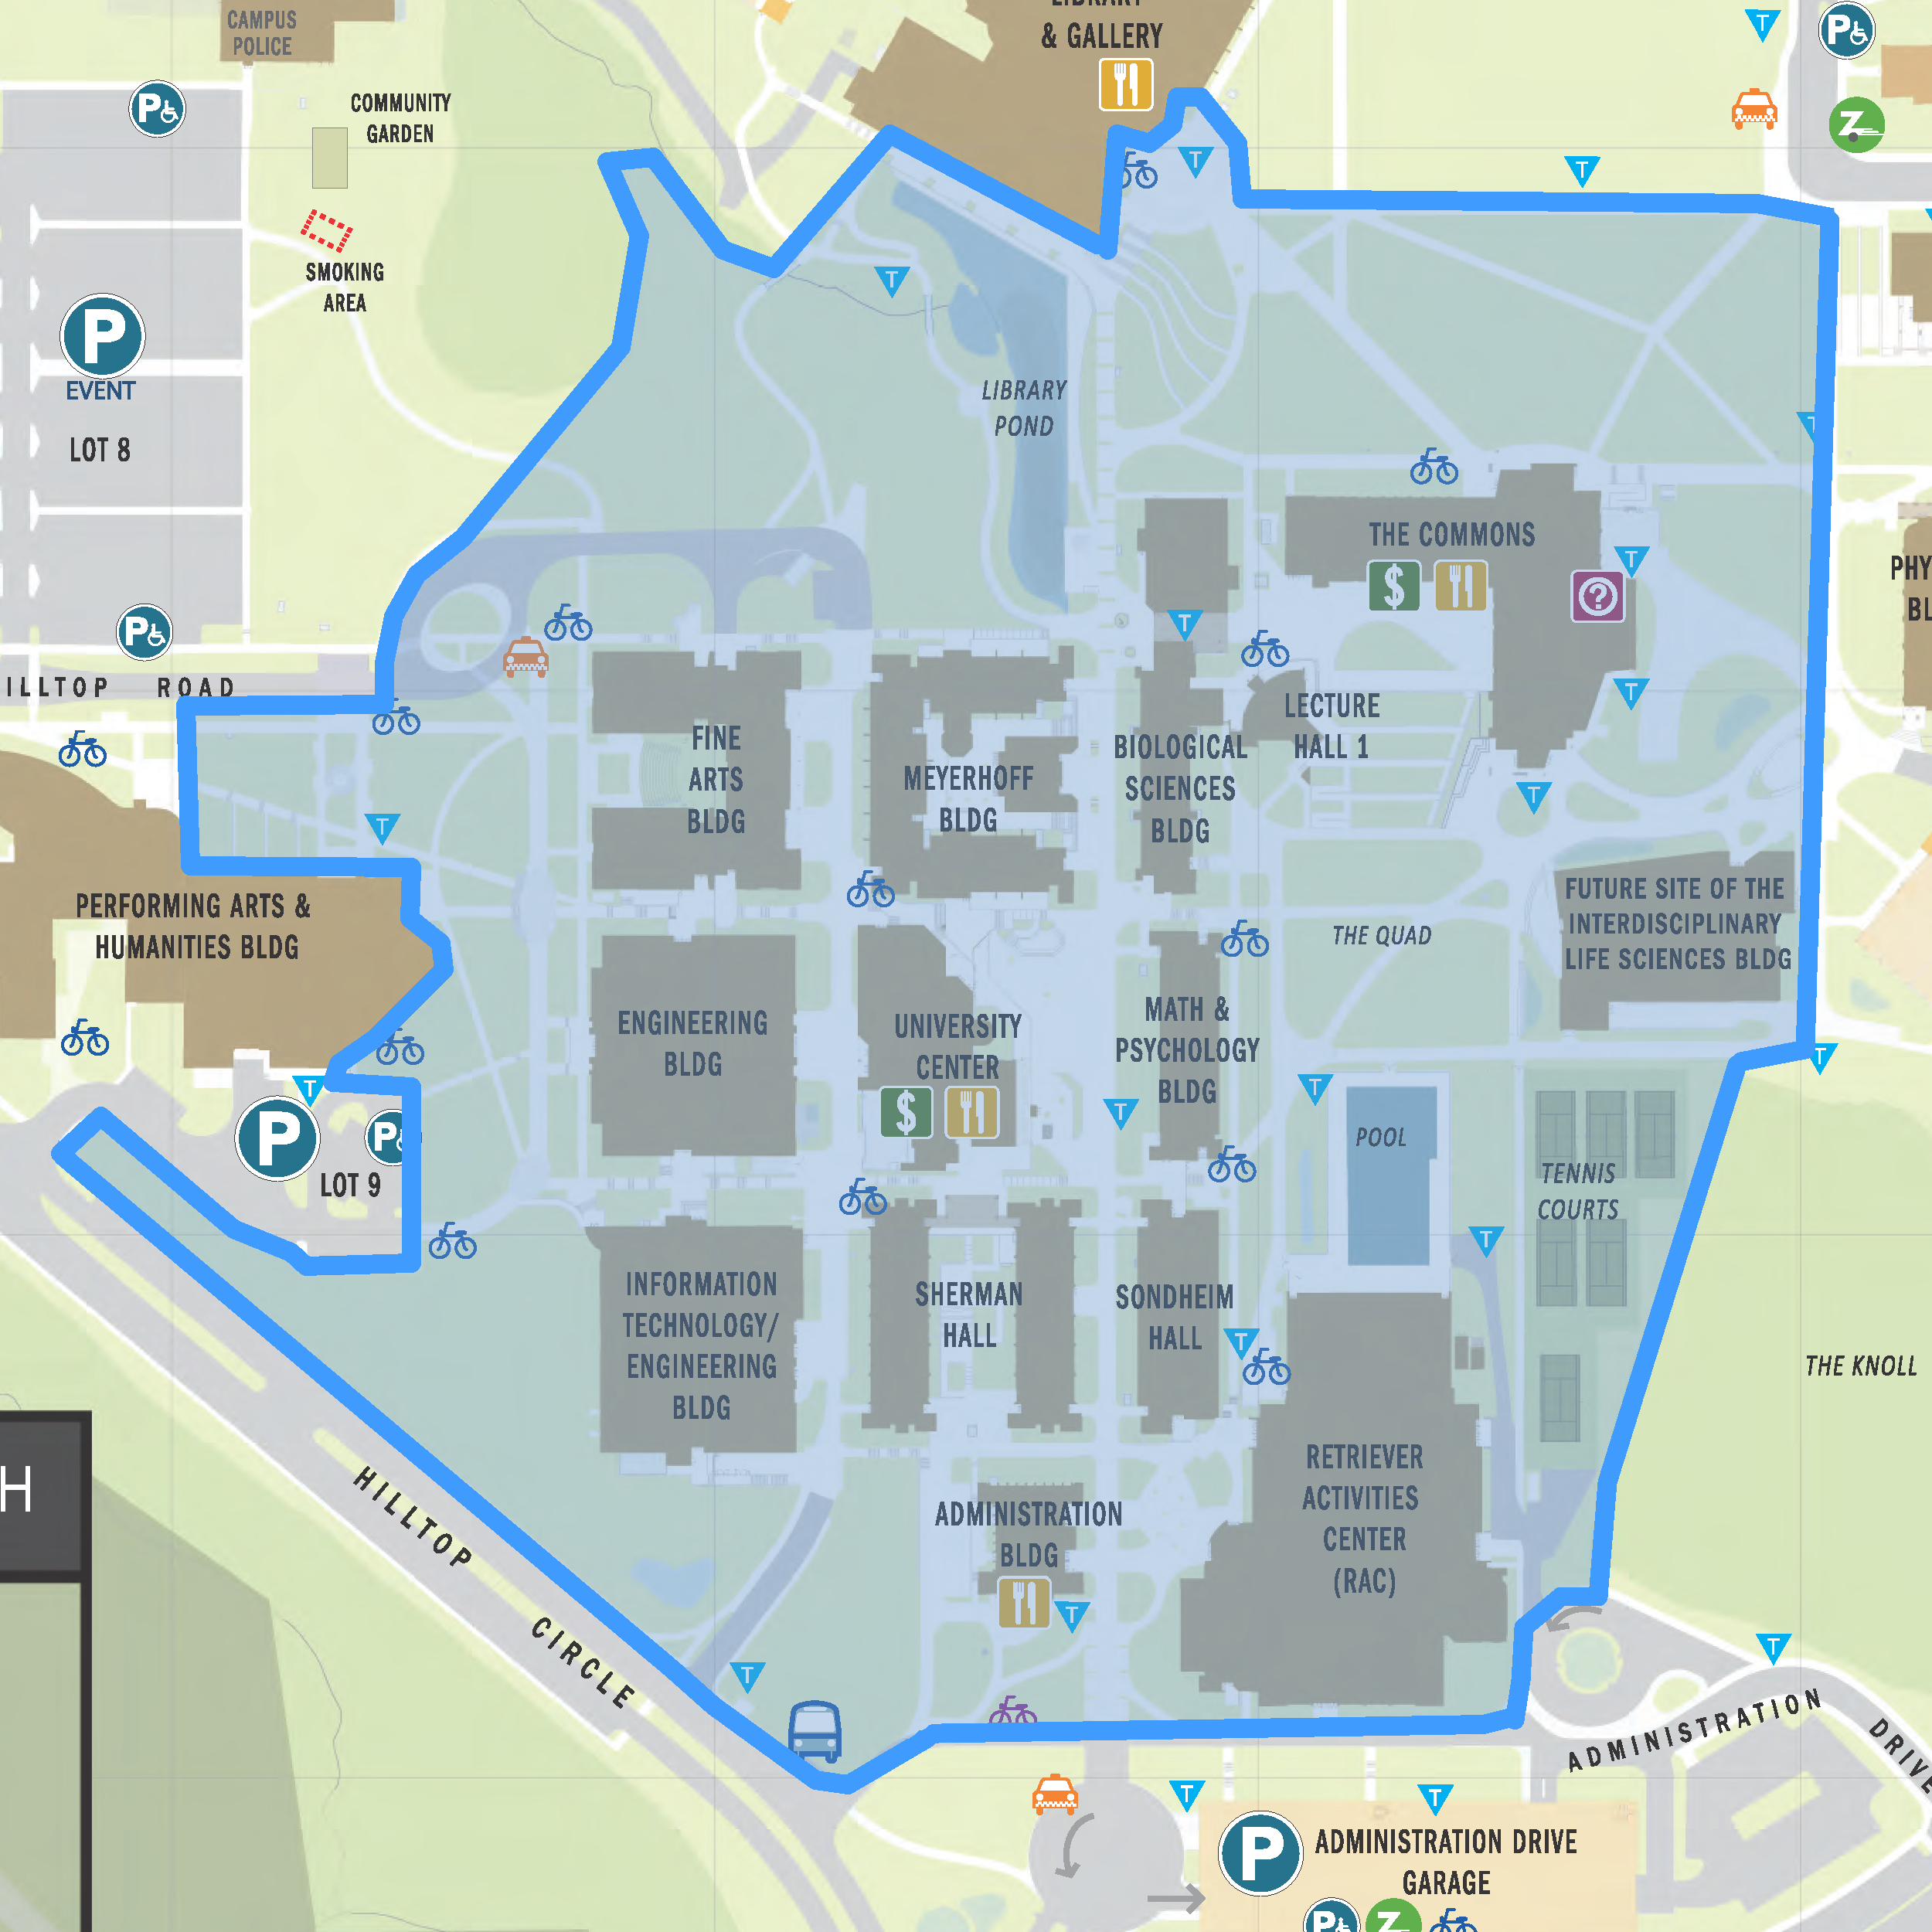 CAMPUS
POLICE
& GALLERY
COMMUNITY
GARDEN
SMOKING
AREA
P
EVENT
LOT 8
LIBRARY
POND
THE COMMONS
HILLTOP ROAD
LECTURE
HALL 1
FINE
ARTS
BLDG
MEYERHOFF
BLDG
BIOLOGICAL
SCIENCES
BLDG
PERFORMING ARTS &
HUMANITIES BLDG
THE QUAD
FUTURE SITE OF THE
INTERDISCIPLINARY
LIFE SCIENCES BLDG
ENGINEERING
BLDG
UNIVERSITY
CENTER
MATH &
PSYCHOLOGY
BLDG
P
LOT 9
POOL
TENNIS
COURTS
INFORMATION
TECHNOLOGY/
ENGINEERING
BLDG
SHERMAN
HALL
SONDHEIM
HALL
THE KNOLL
H
HILLTOP CIRCLE
ADMINISTRATION
BLDG
RETRIEVER
ACTIVITIES
CENTER
(RAC)
ADMINISTRATION DRIVE
P
ADMINISTRATION DRIVE
GARAGE